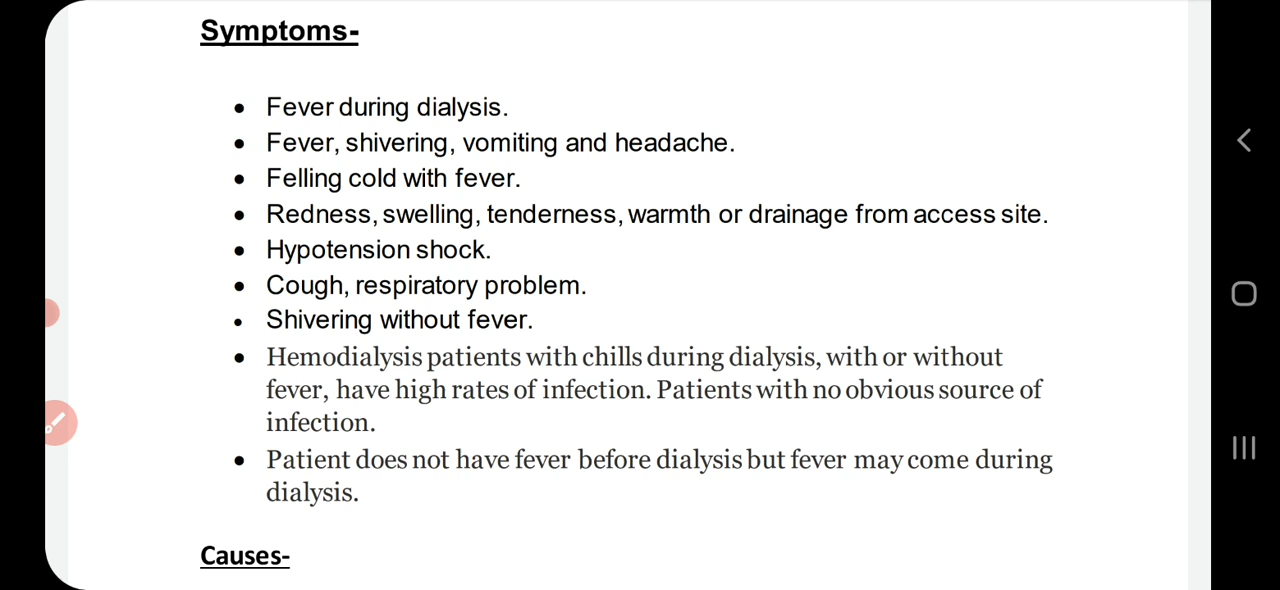 Symptoms-
• Fever during dialysis.
• Fever, shivering, vomiting and headache.
• Felling cold with fever.
• Redness, swelling, tenderness, warmth or drainage from access site.
• Hypotension shock.
• Cough, respiratory problem.
• Shivering without fever.
• Hemodialysis patients with chills during dialysis, with or without
fever, have high rates of infection. Patients with no obvious source of
infection.
• Patient does not have fever before dialysis but fever may come during
dialysis.
Causes-